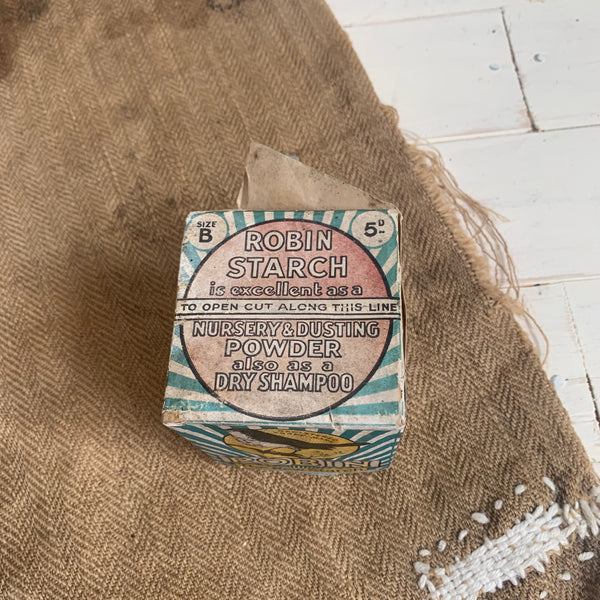 SIZE
B
5D
ROBIN
STARCH
is excellent as a
TO OPEN CUT ALONG THIS LINE
NURSERY & DUSTING
POWDER
also as a
DRY SHAMPOO
ROBIN